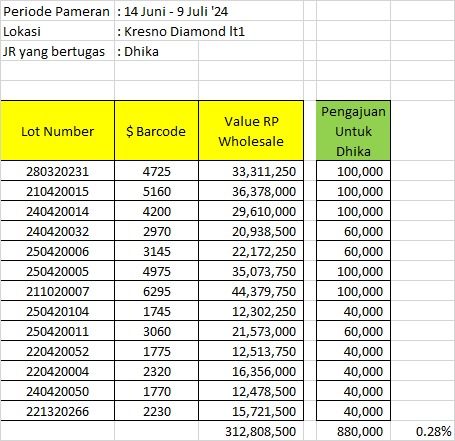 Periode Pameran : 14 Juni - 9 Juli '24
Lokasi : Kresno Diamond lt1
JR yang bertugas : Dhika
Lot Number $ Barcode Value RP Wholesale Pengajuan Untuk Dhika
280320231 4725 33,311,250 100,000
210420015 5160 36,378,000 100,000
240420014 4200 29,610,000 100,000
240420032 2970 20,938,500 60,000
250420006 3145 22,172,250 60,000
250420005 4975 35,073,750 100,000
211020007 6295 44,379,750 100,000
250420104 1745 12,302,250 40,000
250420011 3060 21,573,000 60,000
220420052 1775 12,513,750 40,000
220420004 2320 16,356,000 40,000
240420050 1770 12,478,500 40,000
221320266 2230 15,721,500 40,000
312,808,500 880,000 0.28%